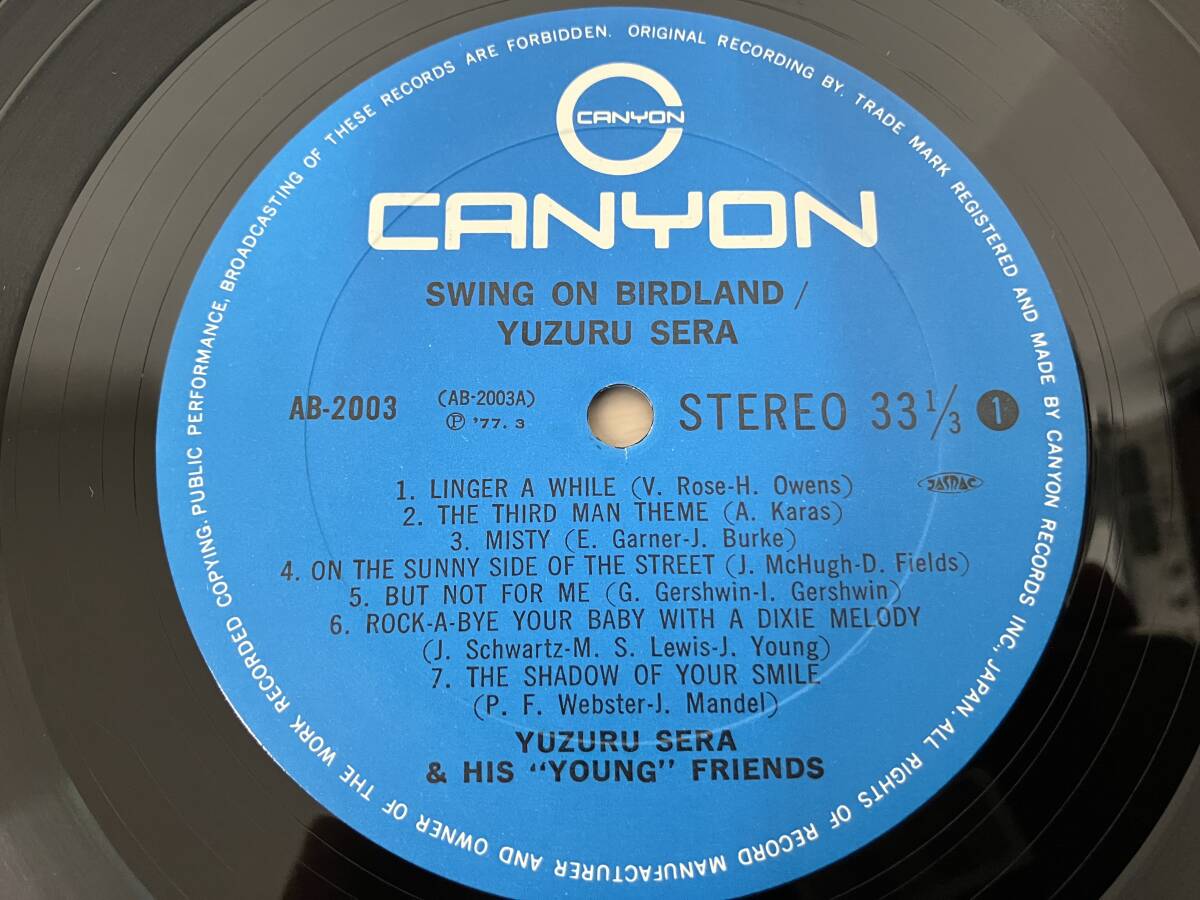 CANYON
CANYON
SWING ON BIRDLAND /
YUZURU SERA
AB-2003
(AB-2003A)
Ⓟ '77. 3
STEREO 33 1/3 1
1. LINGER A WHILE (V. Rose-H. Owens)
JASRAC
2. THE THIRD MAN THEME (A. Karas)
3. MISTY (E. Garner-J. Burke)
4. ON THE SUNNY SIDE OF THE STREET (J. McHugh-D. Fields)
5. BUT NOT FOR ME (G. Gershwin-I. Gershwin)
6. ROCK-A-BYE YOUR BABY WITH A DIXIE MELODY
(J. Schwartz-M. S. Lewis-J. Young)
7. THE SHADOW OF YOUR SMILE
(P. F. Webster-J. Mandel)
YUZURU SERA
& HIS "YOUNG" FRIENDS
ORIGINAL RECORDING BY. TRADE MARK REGISTERED AND MADE BY CANYON RECORDS INC., JAPAN. ALL RIGHTS OF RECORD MANUFACTURER AND OWNER OF THE WORK RECORDED COPYING. PUBLIC PERFORMANCE, BROADCASTING OF THESE RECORDS ARE FORBIDDEN.